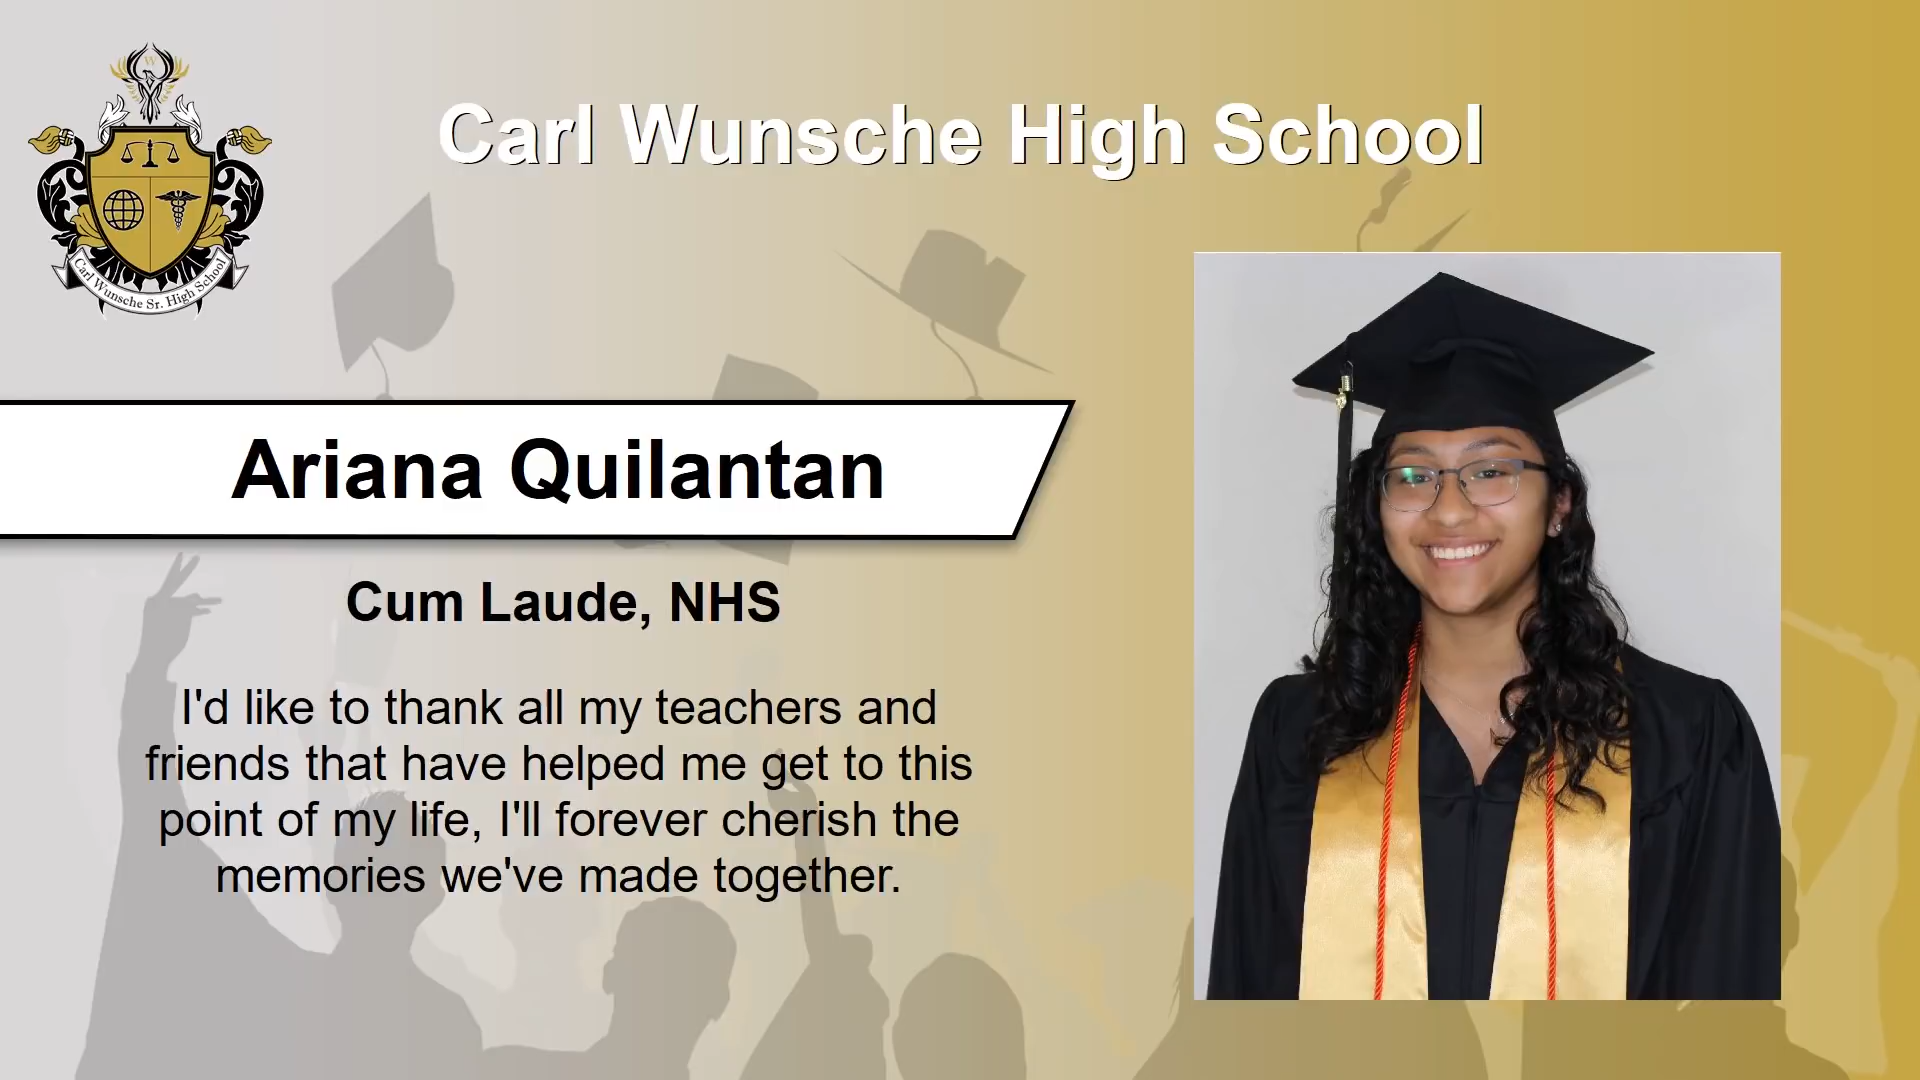 W
Carl Wunsche Sr. High School
Carl Wunsche High School
Ariana Quilantan
Cum Laude, NHS
I'd like to thank all my teachers and
friends that have helped me get to this
point of my life, I'll forever cherish the
memories we've made together.